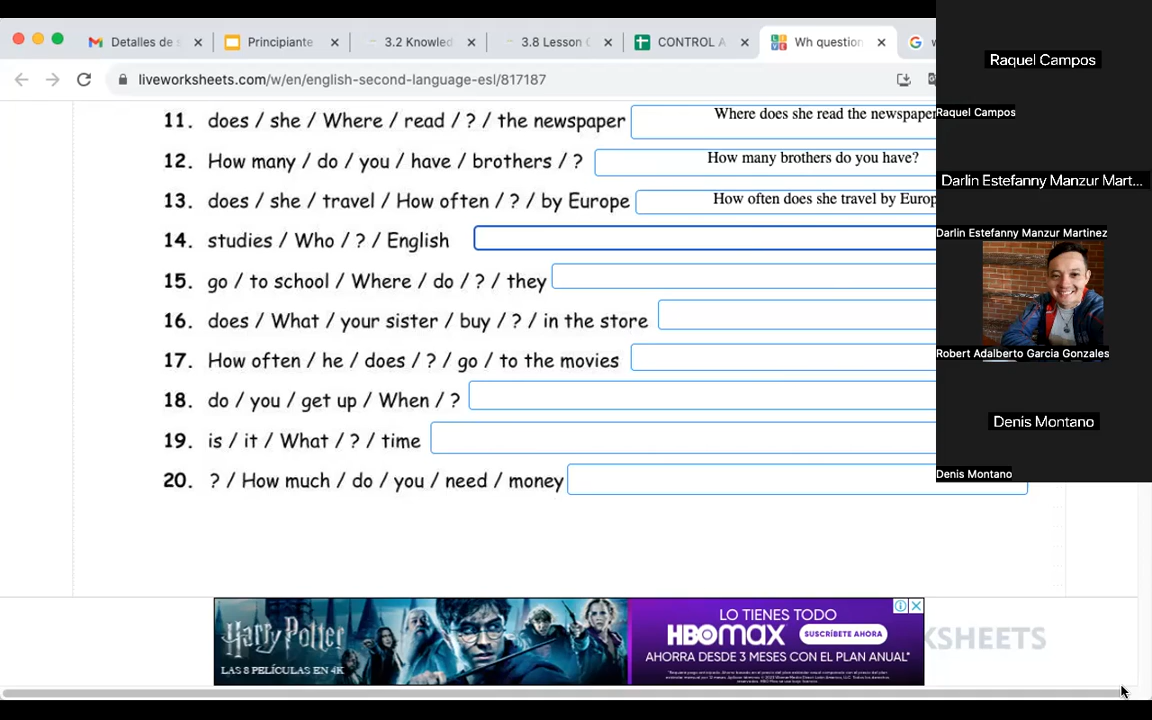 Detalles de
Principiante
3.2 Knowled
3.8 Lesson
CONTROL A
Wh question
liveworksheets.com/w/en/english-second-language-esl/817187
11. does / she / Where / read / ? / the newspaper
Where does she read the newspaper
12. How many / do / you / have / brothers / ?
How many brothers do you have?
13. does / she / travel / How often / ? / by Europe
How often does she travel by Europ
14. studies / Who / ? / English
15. go / to school / Where / do / ? / they
16. does / What / your sister / buy / ? / in the store
17. How often / he / does / ? / go / to the movies
18. do / you / get up / When / ?
19. is / it / What / ? / time
20. ? / How much / do / you / need / money
Raquel Campos
Raquel Campos
Darlin Estefanny Manzur Mart...
Darlin Estefanny Manzur Martinez
Robert Adalberto Garcia Gonzales
Denis Montano
Denis Montano
Harry Potter
LAS 8 PELÍCULAS EN 4K
LO TIENES TODO
HBOMAX
SUSCRÍBETE AHORA
AHORA DESDE 3 MESES CON EL PLAN ANUAL*
KSHEETS